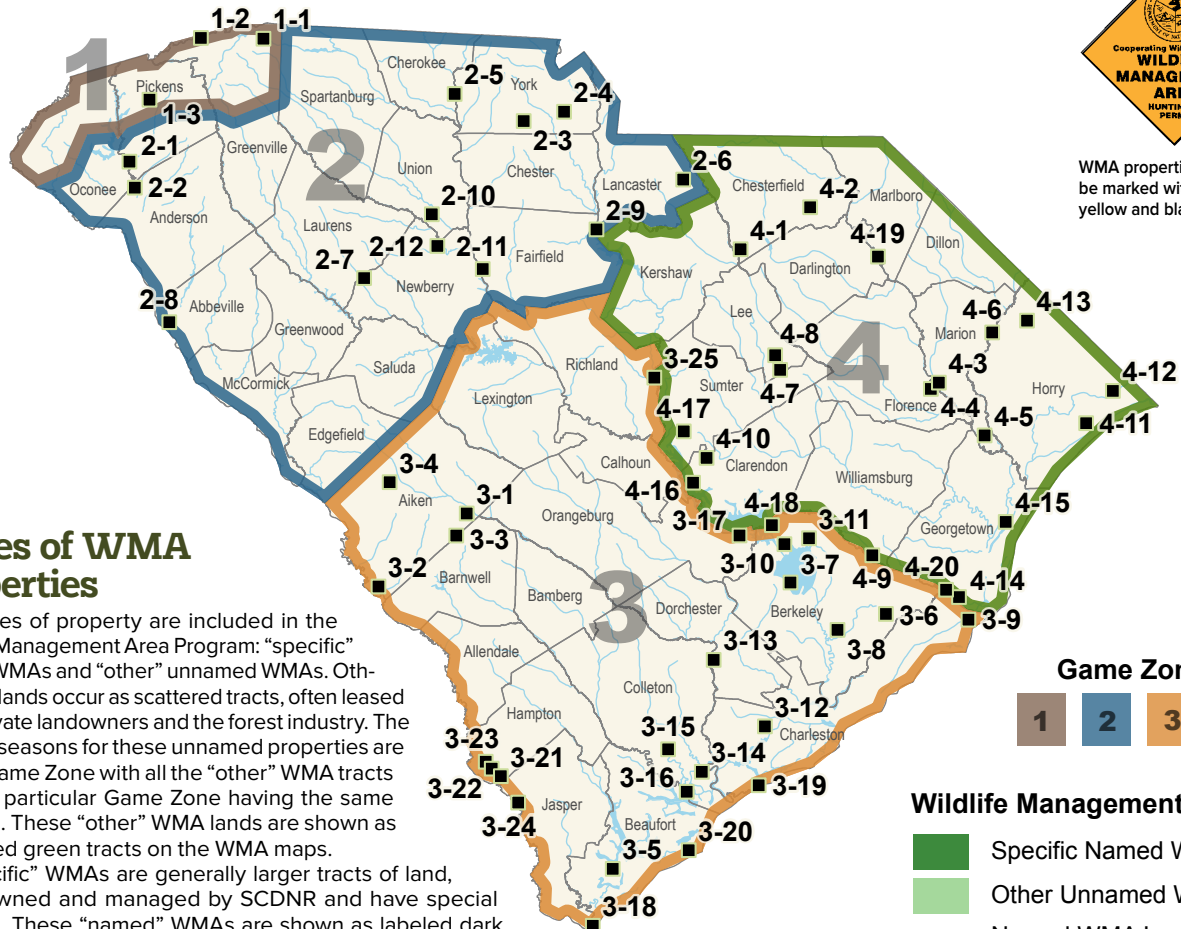 1-2
1-1
1
Cherokee
2-5
York
Pickens
2-4
Spartanburg
1-3
2-3
2-1
Greenville
2
Union
Chester
2-6
Oconee
2-2
Lancaster
Chesterfield
4-2
Marlboro
Anderson
2-10
Laurens
2-9
4-1
4-19
Dillon
2-12
2-11
Fairfield
2-7
Kershaw
Darlington
Newberry
2-8
Abbeville
Lee
4-6
4-13
Greenwood
Marion
4-8
4
Richland
3-25
4-3
4-12
Saluda
McCormick
Sumter
4-7
Horry
Lexington
Florence
4-4
4-17
4-5
4-11
Edgefield
4-10
3-4
Calhoun
Clarendon
Williamsburg
Aiken
4-16
3-1
4-18
4-15
Orangeburg
3-17
3-11
Georgetown
3-3
3-10
3-7
4-9
4-20
4-14
3-2
Barnwell
Bamberg
3
Dorchester
Berkeley
3-6
3-9
3-8
3-13
Allendale
Colleton
Hampton
3-12
3-15
Charleston
3-23
3-14
3-21
3-16
3-22
3-19
Jasper
3-24
Beaufort
3-20
3-5
3-18
Cooperating Wi
WILD
MANAG
ARE
HUNTIN
PERM
WMA properti
be marked wit
yellow and bla
es of WMA
perties
es of property are included in the
Management Area Program: “specific”
WMAs and “other” unnamed WMAs. Oth-
lands occur as scattered tracts, often leased
vate landowners and the forest industry. The
seasons for these unnamed properties are
ame Zone with all the “other” WMA tracts
particular Game Zone having the same
. These “other” WMA lands are shown as
ed green tracts on the WMA maps.
cific” WMAs are generally larger tracts of land,
wned and managed by SCDNR and have special
. These “named” WMAs are shown as labeled dark
Game Zon
1
2
3
Wildlife Management
Specific Named W
Other Unnamed W